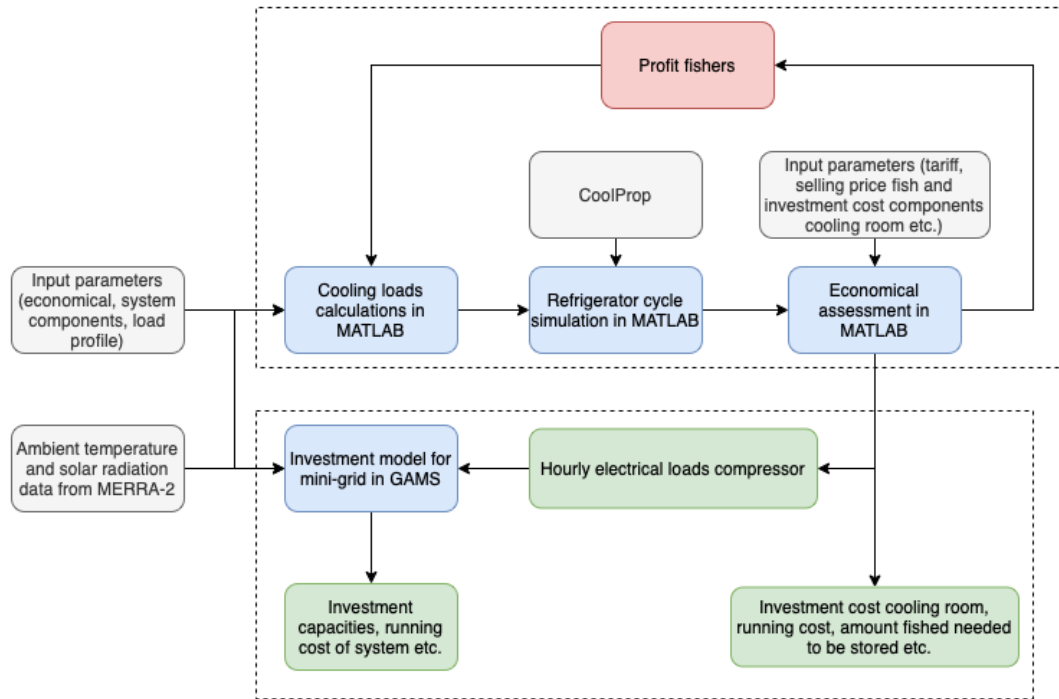 Profit fishers
CoolProp
Input parameters (tariff,
selling price fish and
investment cost components
cooling room etc.)
Input parameters
(economical, system
components, load
profile)
Cooling loads
calculations in
MATLAB
Refrigerator cycle
simulation in MATLAB
Economical
assessment in
MATLAB
Ambient temperature
and solar radiation
data from MERRA-2
Investment model for
mini-grid in GAMS
Hourly electrical loads compressor
Investment
capacities, running
cost of system etc.
Investment cost cooling room,
running cost, amount fished needed
to be stored etc.